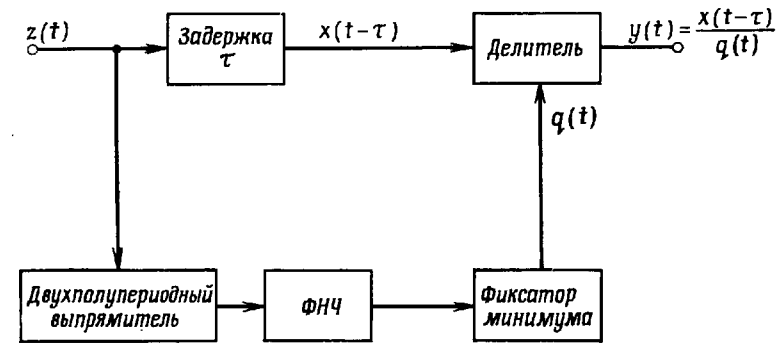 z(t)
Задержка
τ
x(t-τ)
Делитель
y(t)=x(t-τ)/q(t)
q(t)
Двухполупериодный
выпрямитель
ФНЧ
Фиксатор
минимума